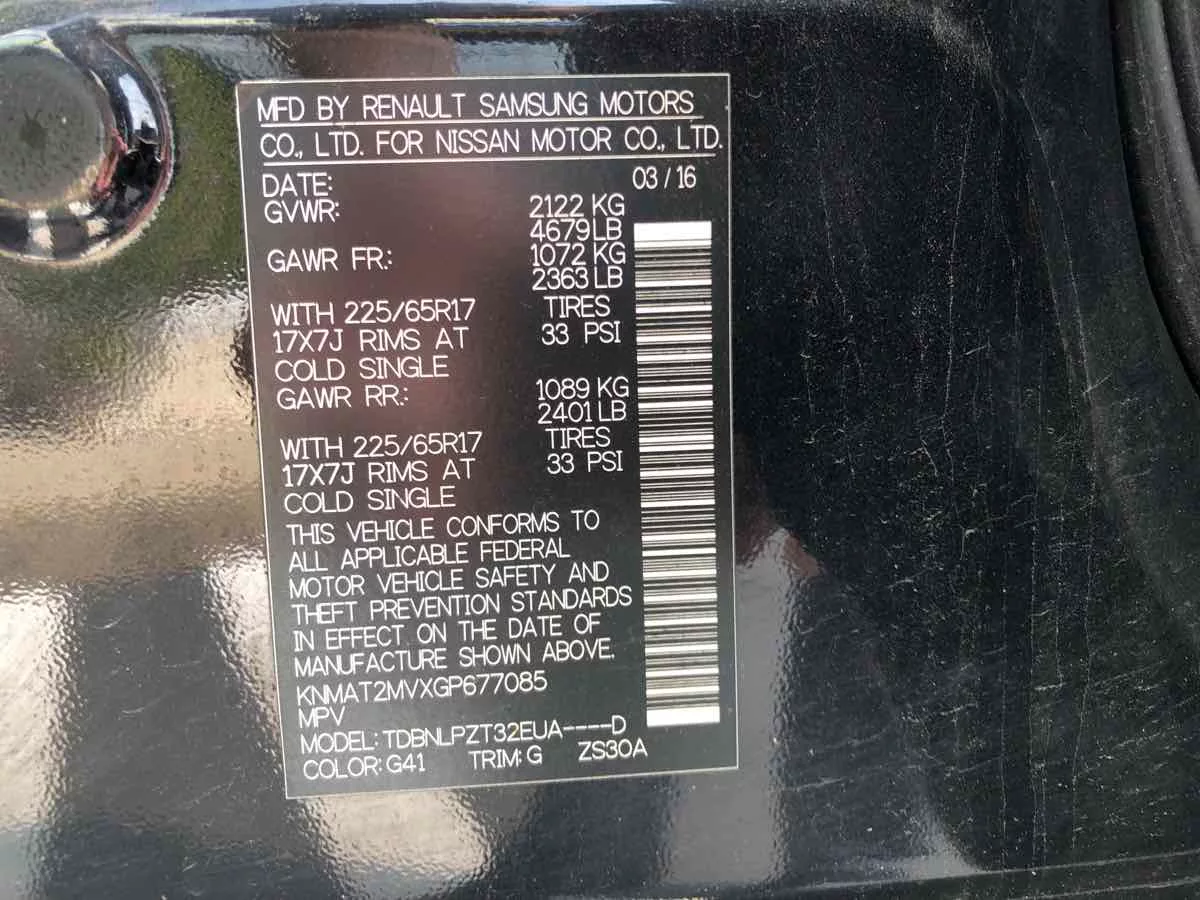 MFD BY RENAULT SAMSUNG MOTORS
CO., LTD. FOR NISSAN MOTOR CO., LTD.
DATE: 03 / 16
GVWR: 2122 KG
4679 LB
GAWR FR.: 1072 KG
2363 LB
WITH 225/65R17 TIRES
17X7J RIMS AT 33 PSI
COLD SINGLE
GAWR RR.: 1089 KG
2401 LB
WITH 225/65R17 TIRES
17X7J RIMS AT 33 PSI
COLD SINGLE
THIS VEHICLE CONFORMS TO
ALL APPLICABLE FEDERAL
MOTOR VEHICLE SAFETY AND
THEFT PREVENTION STANDARDS
IN EFFECT ON THE DATE OF
MANUFACTURE SHOWN ABOVE.
KNMAT2MVXGP677085
MPV
MODEL: TDBNLPZT32EUA----D
COLOR: G41 TRIM: G ZS30A